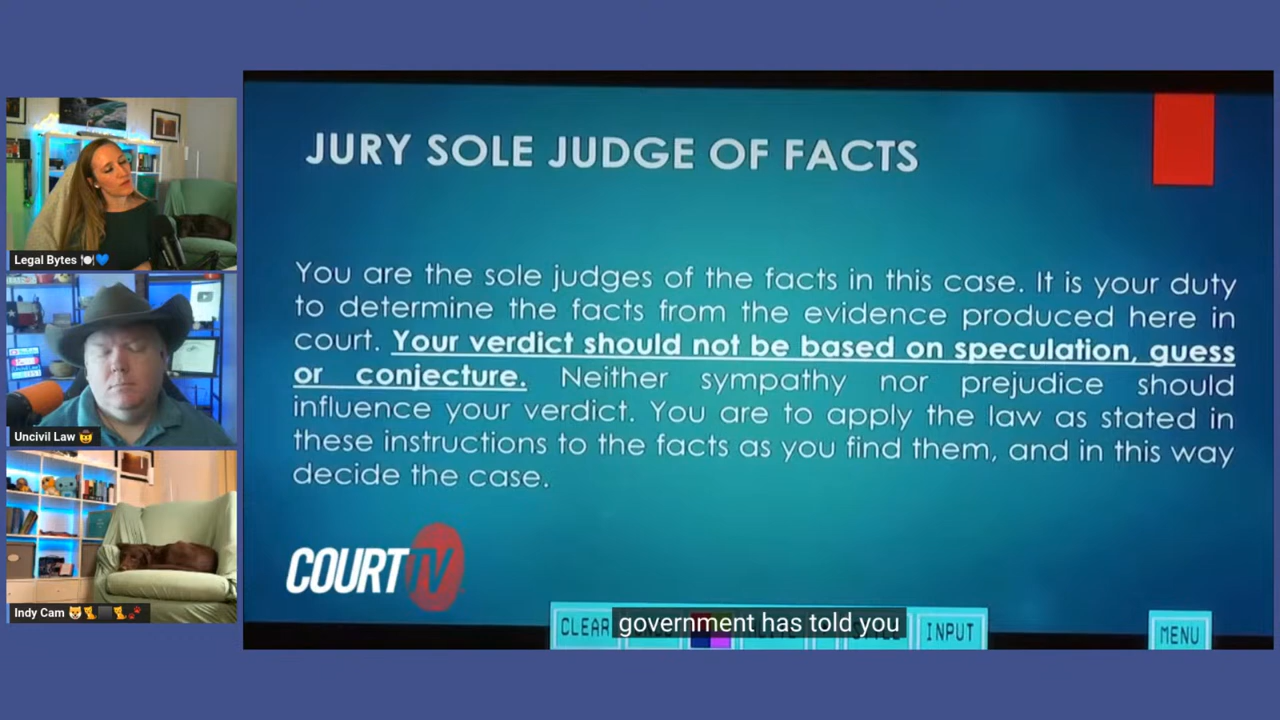 JURY SOLE JUDGE OF FACTS
You are the sole judges of the facts in this case. It is your duty
to determine the facts from the evidence produced here in
court. Your verdict should not be based on speculation, guess
or conjecture. Neither sympathy nor prejudice should
influence your verdict. You are to apply the law as stated in
these instructions to the facts as you find them, and in this way
decide the case.
COURT TV
CLEAR
government has told you
INPUT
MENU
Legal Bytes 🍽️💙
Uncivil Law 🤠
Indy Cam